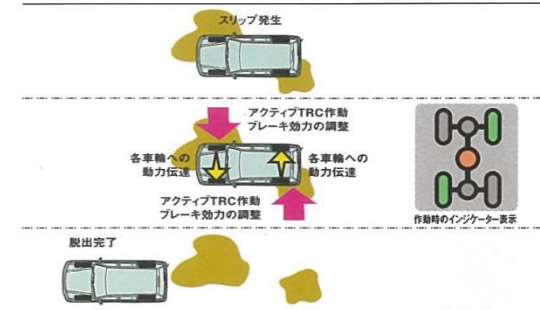 スリップ発生
アクティブTRC作動
ブレーキ効力の調整
各車輪への
動力伝達
各車輪への
動力伝達
アクティブTRC作動
ブレーキ効力の調整
作動時のインジケーター表示
脱出完了